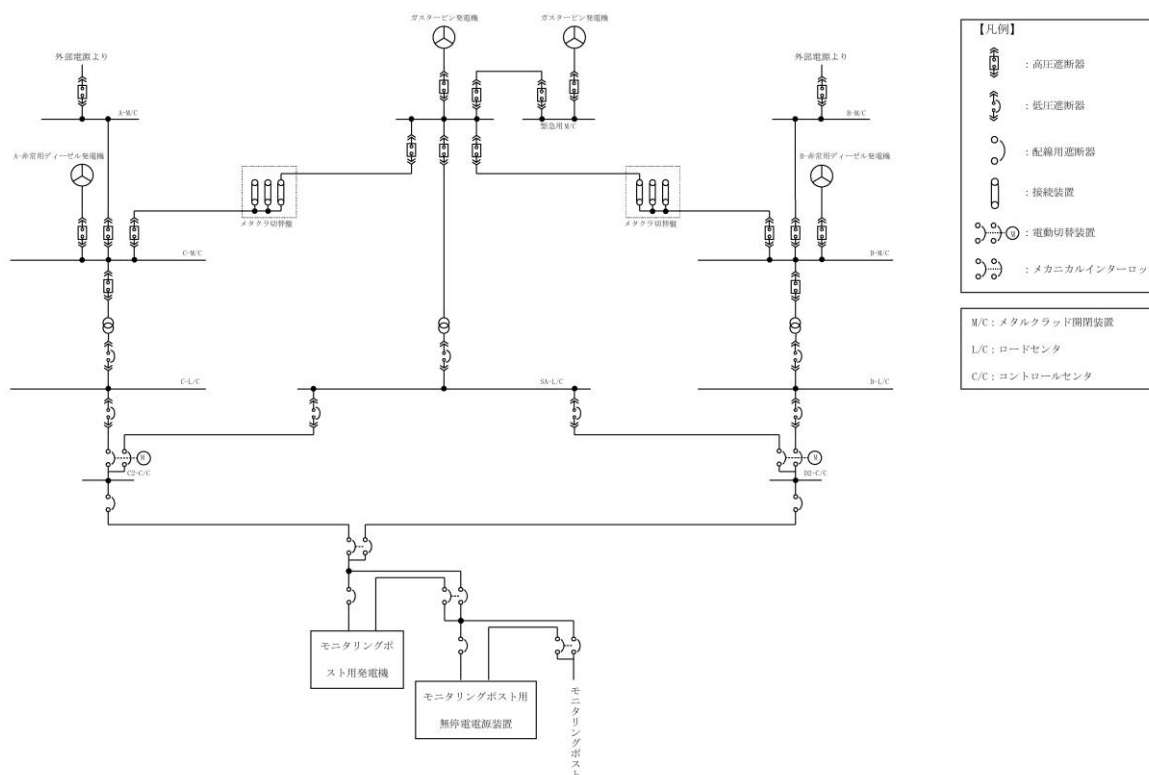 ガスタービン発電機
ガスタービン発電機
外部電源より
外部電源より
A-M/C
緊急用M/C
B-M/C
A-非常用ディーゼル発電機
B-非常用ディーゼル発電機
メタクラ切替盤
メタクラ切替盤
C-M/C
D-M/C
C-L/C
SA-L/C
D-L/C
M
M
C2-C/C
D2-C/C
モニタリングポ
スト用発電機
モニタリングポスト用
無停電電源装置
モニタリングポスト
【凡例】
：高圧遮断器
：低圧遮断器
：配線用遮断器
：接続装置
M
：電動切替装置
：メカニカルインターロッ
M/C：メタルクラッド開閉装置
L/C：ロードセンタ
C/C：コントロールセンタ